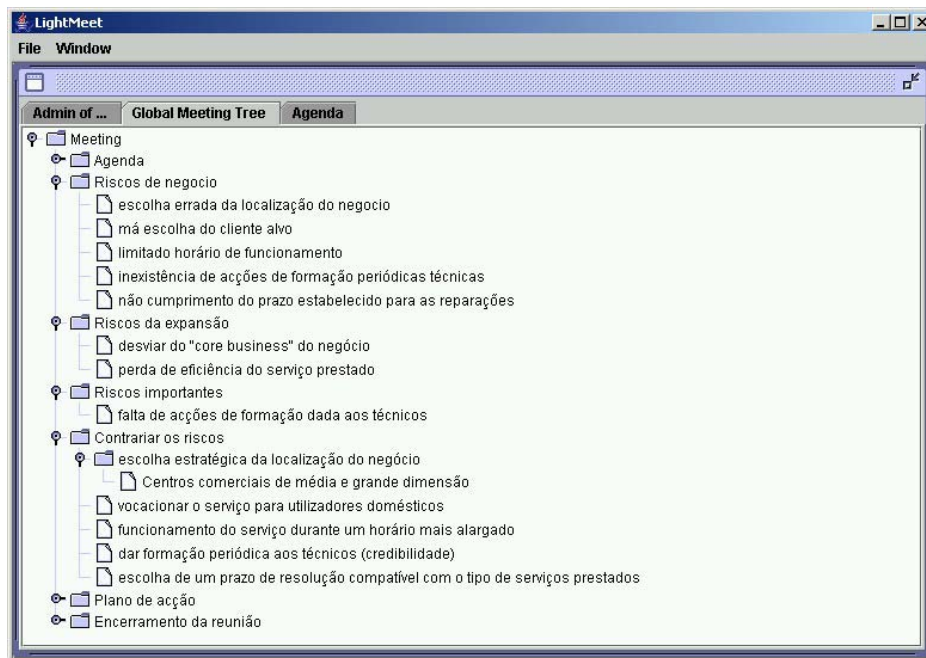 LightMeet
File Window
Admin of ... Global Meeting Tree Agenda
Meeting
Agenda
Riscos de negocio
escolha errada da localização do negocio
má escolha do cliente alvo
limitado horário de funcionamento
inexistência de acções de formação periódicas técnicas
não cumprimento do prazo estabelecido para as reparações
Riscos da expansão
desviar do "core business" do negócio
perda de eficiência do serviço prestado
Riscos importantes
falta de acções de formação dada aos técnicos
Contrariar os riscos
escolha estratégica da localização do negócio
Centros comerciais de média e grande dimensão
vocacionar o serviço para utilizadores domésticos
funcionamento do serviço durante um horário mais alargado
dar formação periódica aos técnicos (credibilidade)
escolha de um prazo de resolução compatível com o tipo de serviços prestados
Plano de acção
Encerramento da reunião